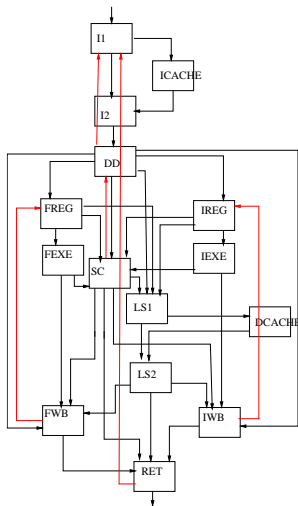 I1
ICACHE
I2
DD
FREG
IREG
FEXE
IEXE
SC
LS1
DCACHE
LS2
FWB
IWB
RET